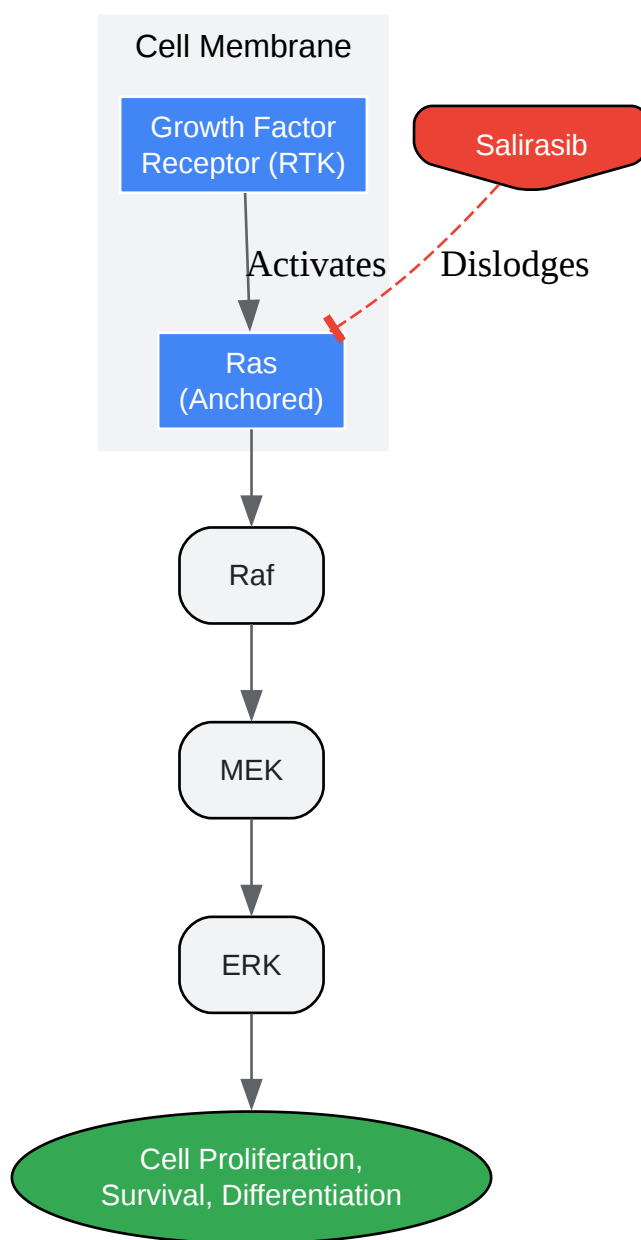 Cell Membrane
Growth Factor
Receptor (RTK)
Salirasib
Activates
Dislodges
Ras
(Anchored)
Raf
MEK
ERK
Cell Proliferation,
Survival, Differentiation